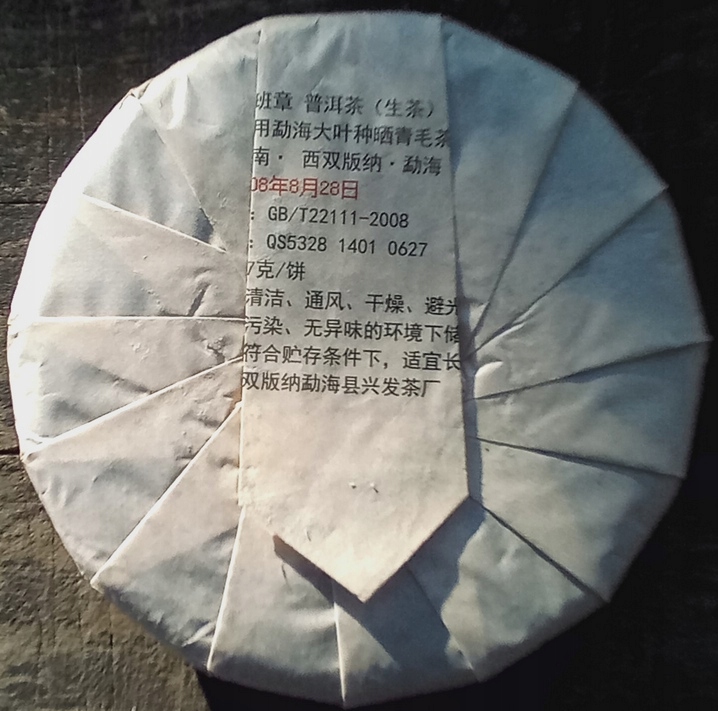 班章 普洱茶（生茶）
用勐海大叶种晒青毛茶
南· 西双版纳·勐海
08年8月28日
: GB/T22111-2008
: QS5328 1401 0627
7克/饼
清洁、通风、干燥、避光
污染、无异味的环境下储
符合贮存条件下，适宜长
双版纳勐海县兴发茶厂